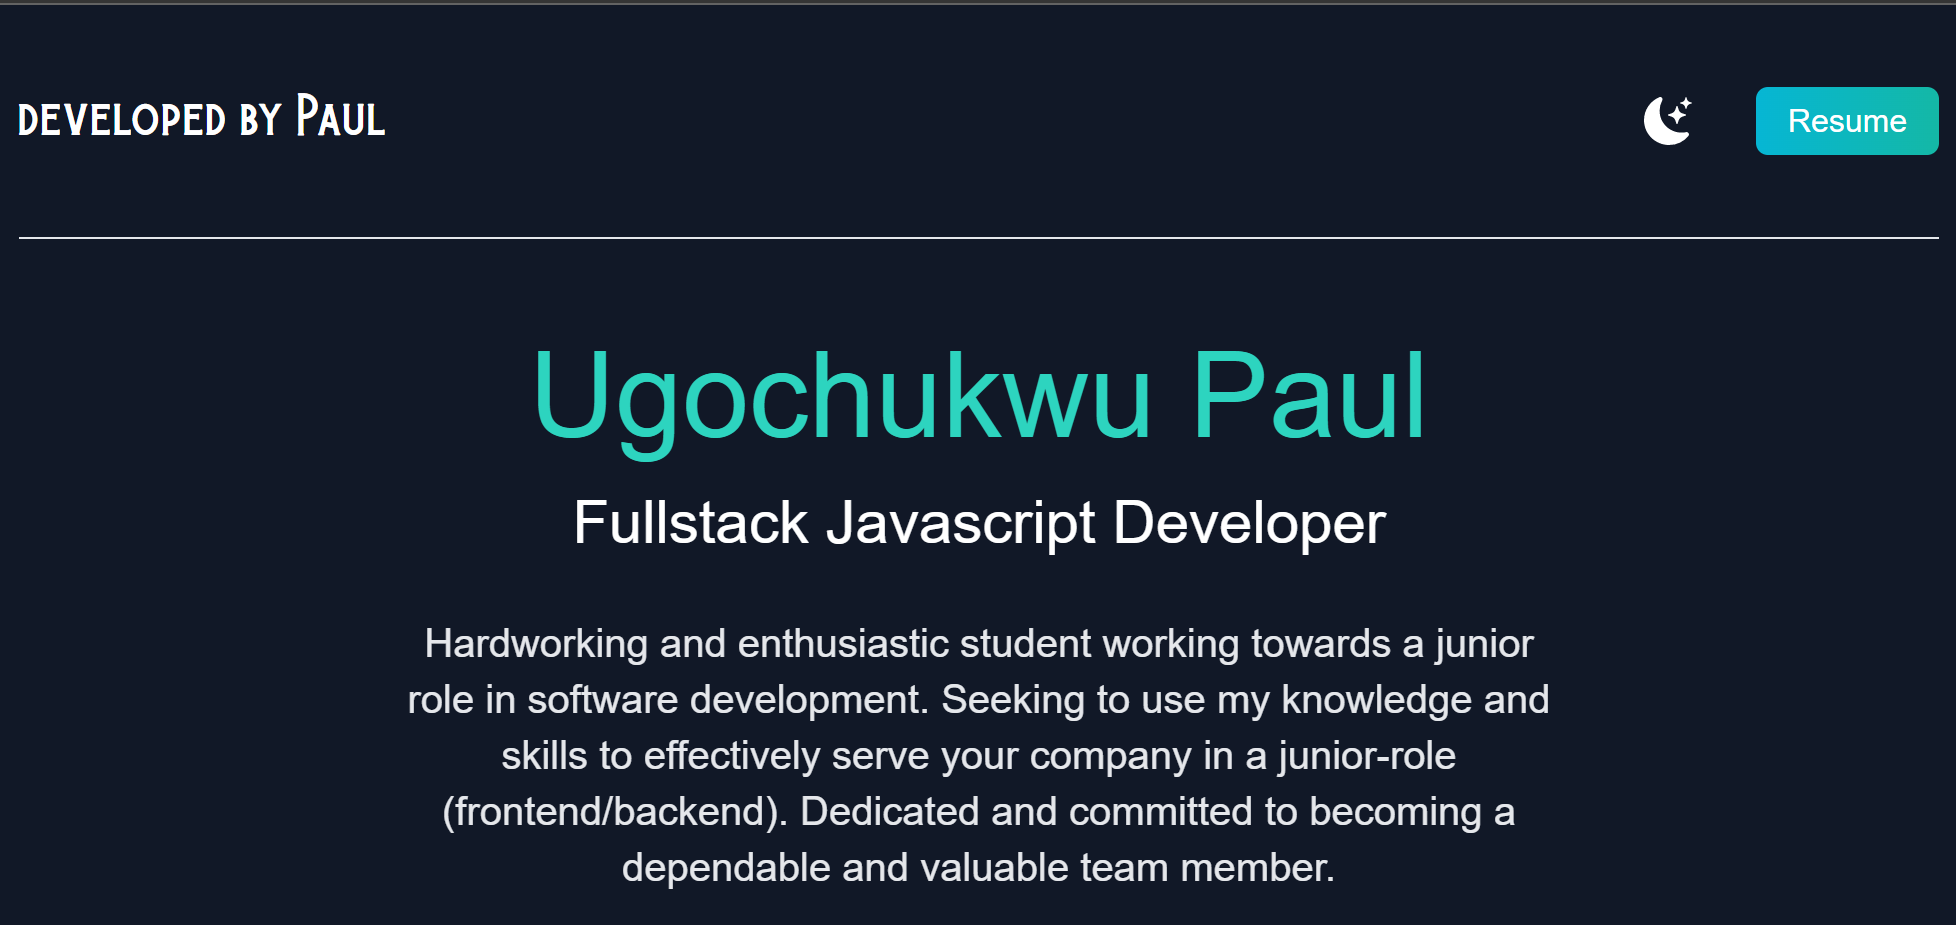 DEVELOPED BY PAUL
Resume
Ugochukwu Paul
Fullstack Javascript Developer
Hardworking and enthusiastic student working towards a junior
role in software development. Seeking to use my knowledge and
skills to effectively serve your company in a junior-role
(frontend/backend). Dedicated and committed to becoming a
dependable and valuable team member.